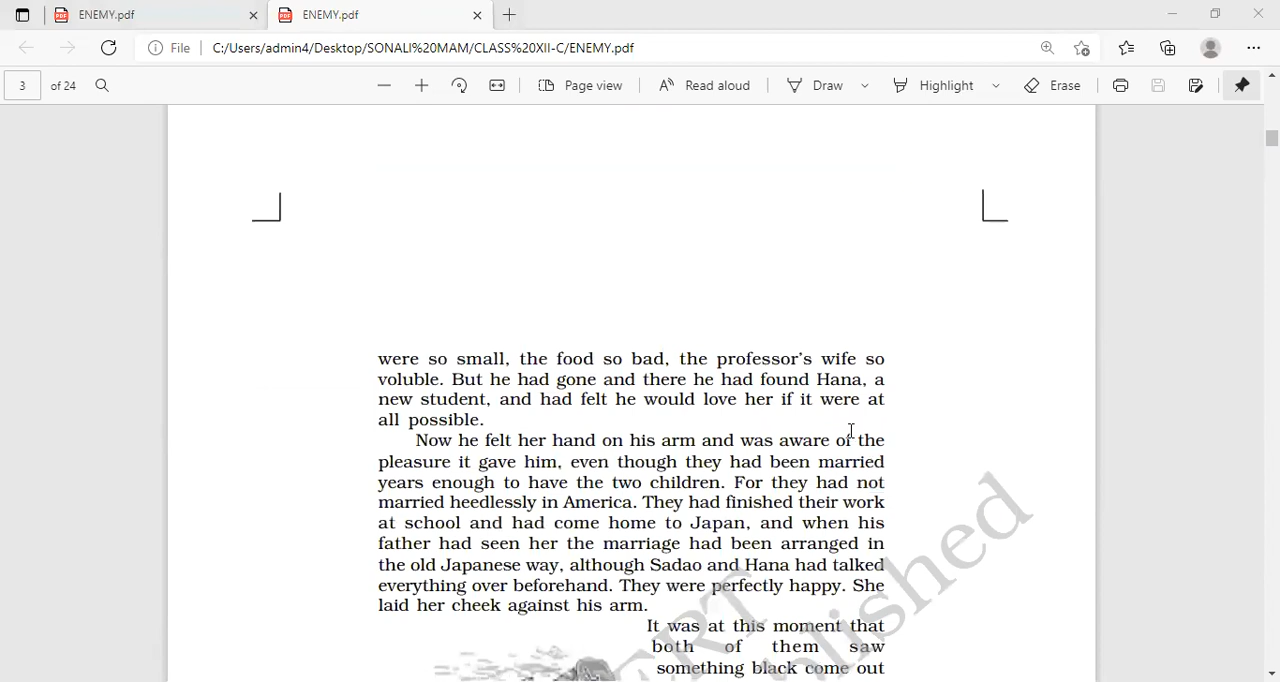 ENEMY.pdf
ENEMY.pdf
File
C:/Users/admin4/Desktop/SONALI%20MAM/CLASS%20XII-C/ENEMY.pdf
3 of 24
Page view
Read aloud
Draw
Highlight
Erase
were so small, the food so bad, the professor's wife so
voluble. But he had gone and there he had found Hana, a
new student, and had felt he would love her if it were at
all possible.
Now he felt her hand on his arm and was aware of the
pleasure it gave him, even though they had been married
years enough to have the two children. For they had not
married heedlessly in America. They had finished their work
at school and had come home to Japan, and when his
father had seen her the marriage had been arranged in
the old Japanese way, although Sadao and Hana had talked
everything over beforehand. They were perfectly happy. She
laid her cheek against his arm.
It was at this moment that
both of them saw
something black come out